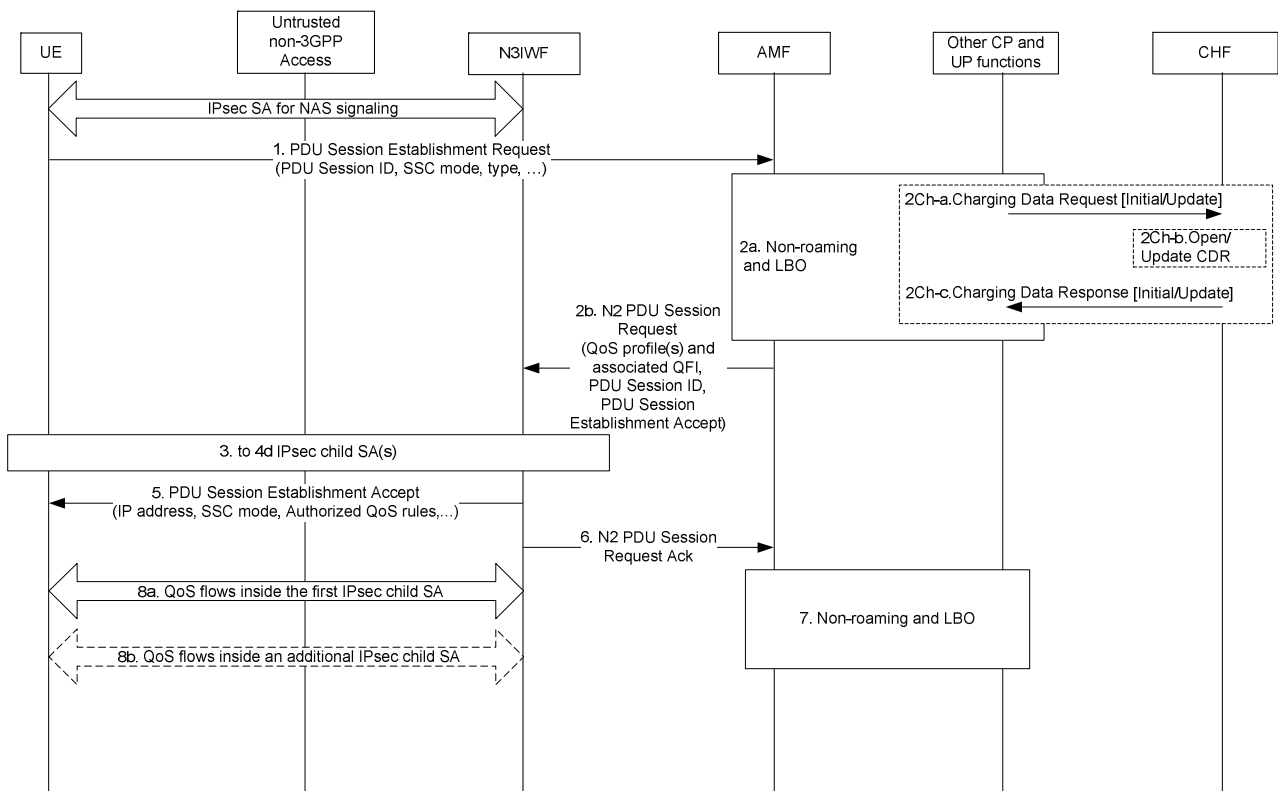 UE
Untrusted
non-3GPP
Access
N3IWF
AMF
Other CP and
UP functions
CHF
IPsec SA for NAS signaling
1. PDU Session Establishment Request
(PDU Session ID, SSC mode, type, ...)
2Ch-a.Charging Data Request [Initial/Update]
2a. Non-roaming
and LBO
2Ch-b.Open/
Update CDR
2Ch-c.Charging Data Response [Initial/Update]
2b. N2 PDU Session
Request
(QoS profile(s) and
associated QFI,
PDU Session ID,
PDU Session
Establishment Accept)
3. to 4d IPsec child SA(s)
5. PDU Session Establishment Accept
(IP address, SSC mode, Authorized QoS rules,...)
6. N2 PDU Session
Request Ack
8a. QoS flows inside the first IPsec child SA
7. Non-roaming and LBO
8b. QoS flows inside an additional IPsec child SA